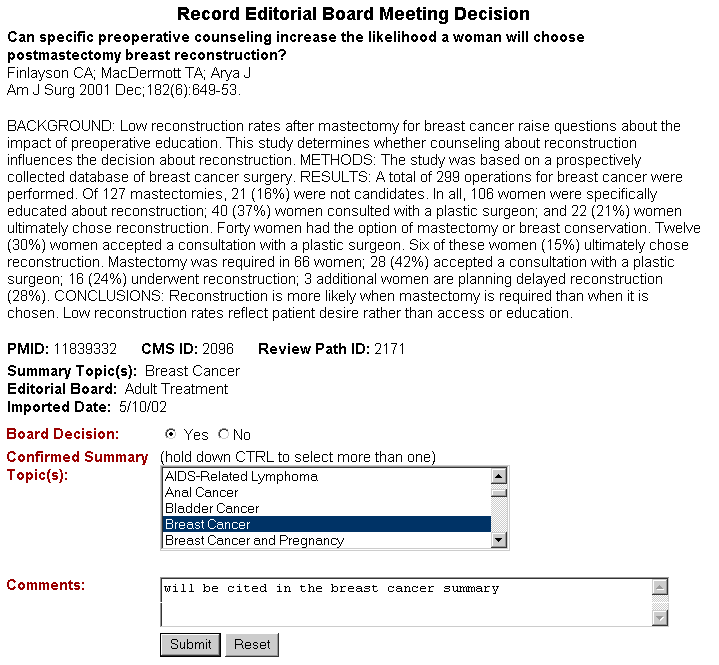 Record Editorial Board Meeting Decision
Can specific preoperative counseling increase the likelihood a woman will choose
postmastectomy breast reconstruction?
Finlayson CA; MacDermott TA; Arya J
Am J Surg 2001 Dec;182(6):649-53.
BACKGROUND: Low reconstruction rates after mastectomy for breast cancer raise questions about the
impact of preoperative education. This study determines whether counseling about reconstruction
influences the decision about reconstruction. METHODS: The study was based on a prospectively
collected database of breast cancer surgery. RESULTS: A total of 299 operations for breast cancer were
performed. Of 127 mastectomies, 21 (16%) were not candidates. In all, 106 women were specifically
educated about reconstruction; 40 (37%) women consulted with a plastic surgeon; and 22 (21%) women
ultimately chose reconstruction. Forty women had the option of mastectomy or breast conservation. Twelve
(30%) women accepted a consultation with a plastic surgeon. Six of these women (15%) ultimately chose
reconstruction. Mastectomy was required in 66 women; 28 (42%) accepted a consultation with a plastic
surgeon; 16 (24%) underwent reconstruction; 3 additional women are planning delayed reconstruction
(28%). CONCLUSIONS: Reconstruction is more likely when mastectomy is required than when it is
chosen. Low reconstruction rates reflect patient desire rather than access or education.
PMID: 11839332 CMS ID: 2096 Review Path ID: 2171
Summary Topic(s): Breast Cancer
Editorial Board: Adult Treatment
Imported Date: 5/10/02
Board Decision: Yes No
Confirmed Summary (hold down CTRL to select more than one)
Topic(s):
AIDS-Related Lymphoma
Anal Cancer
Bladder Cancer
Breast Cancer
Breast Cancer and Pregnancy
Comments: will be cited in the breast cancer summary
Submit Reset